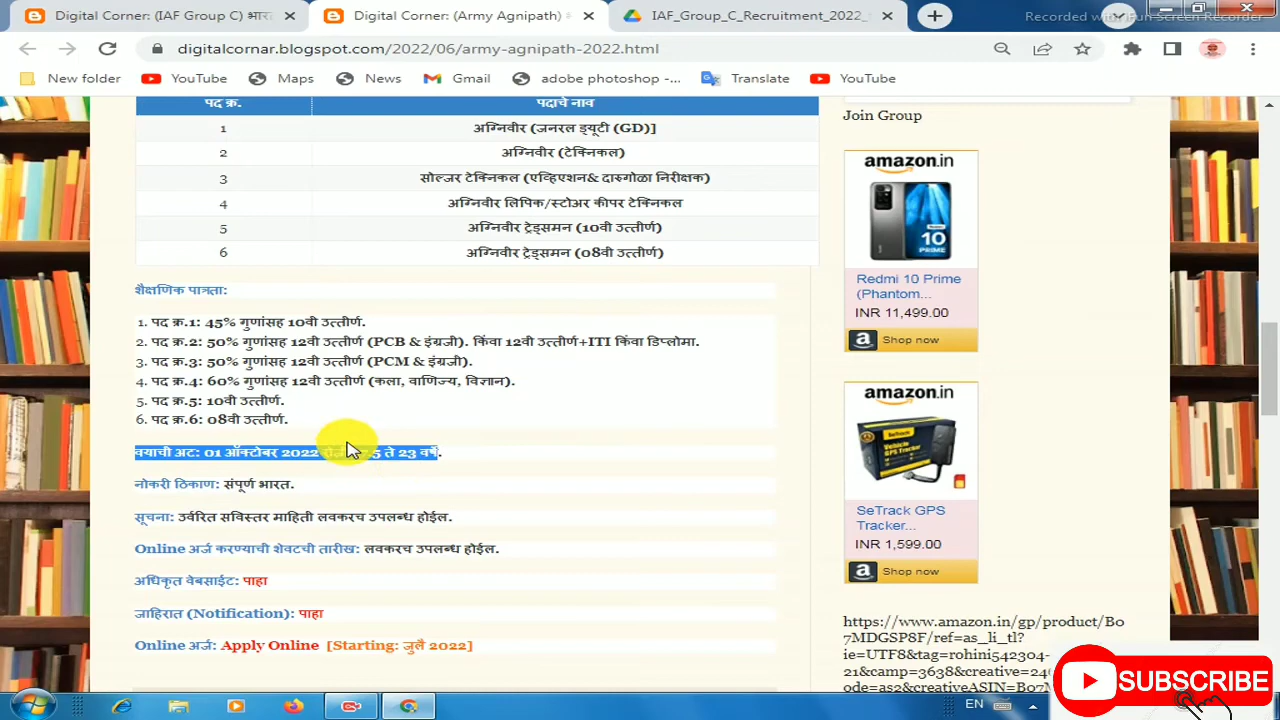 Digital Corner: (IAF Group C) भारत
Digital Corner: (Army Agnipath)
IAF_Group_C_Recruitment_2022_
Recorded with iFun Screen Recorder
digitalcornar.blogspot.com/2022/06/army-agnipath-2022.html
New folder
YouTube
Maps
News
Gmail
adobe photoshop -...
Translate
YouTube
पद क्र. पदाचे नाव
1 अग्निवीर (जनरल ड्यूटी (GD)]
2 अग्निवीर (टेक्निकल)
3 सोल्जर टेक्निकल (एव्हिएशन& दारुगोळा निरीक्षक)
4 अग्निवीर लिपिक/स्टोअर कीपर टेक्निकल
5 अग्निवीर ट्रेड्समन (10वी उत्तीर्ण)
6 अग्निवीर ट्रेड्समन (08वी उत्तीर्ण)
शैक्षणिक पात्रता:
1. पद क्र.1: 45% गुणांसह 10वी उत्तीर्ण.
2. पद क्र.2: 50% गुणांसह 12वी उत्तीर्ण (PCB & इंग्रजी). किंवा 12वी उत्तीर्ण+ITI किंवा डिप्लोमा.
3. पद क्र.3: 50% गुणांसह 12वी उत्तीर्ण (PCM & इंग्रजी).
4. पद क्र.4: 60% गुणांसह 12वी उत्तीर्ण (कला, वाणिज्य, विज्ञान).
5. पद क्र.5: 10वी उत्तीर्ण.
6. पद क्र.6: 08वी उत्तीर्ण.
वयाची अट: 01 ऑक्टोबर 2022 ते 23 वर्षे.
नोकरी ठिकाण: संपूर्ण भारत.
सूचना: उर्वरित सविस्तर माहिती लवकरच उपलब्ध होईल.
Online अर्ज करण्याची शेवटची तारीख: लवकरच उपलब्ध होईल.
अधिकृत वेबसाईट: पाहा
जाहिरात (Notification): पाहा
Online अर्ज: Apply Online [Starting: जुलै 2022]
Join Group
amazon.in
10
PRIME
Redmi 10 Prime
(Phantom...
INR 11,499.00
Shop now
amazon.in
SeTrack GPS
Tracker...
INR 1,599.00
Shop now
https://www.amazon.in/gp/product/B0
7MDGSP8F/ref=as_li_tl?
ie=UTF8&tag=rohini542304-
SUBSCRIBE
EN